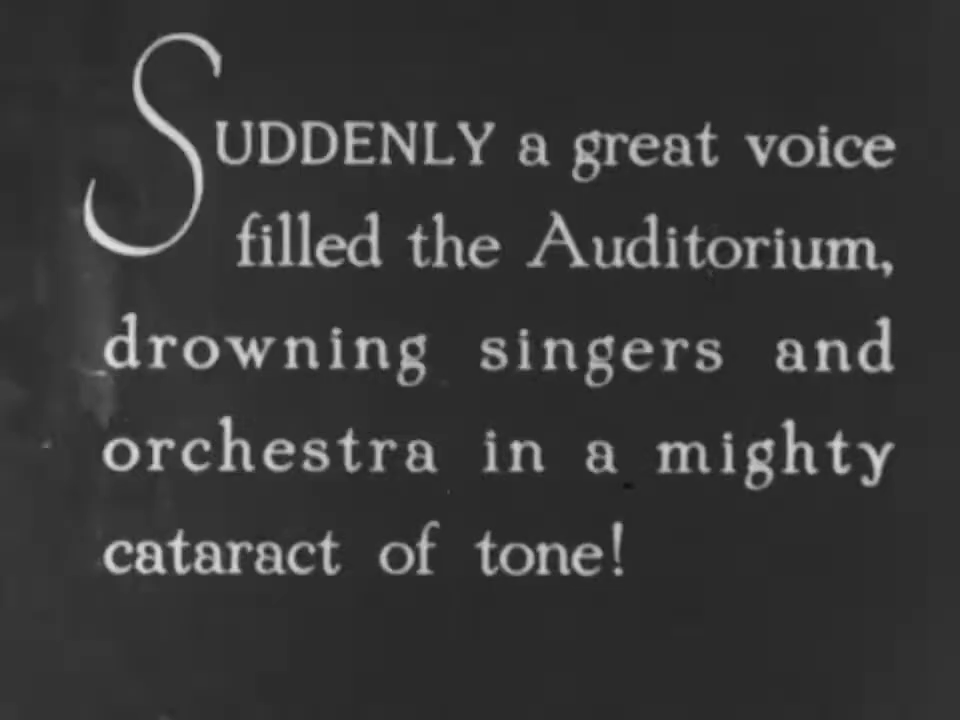 SUDDENLY a great voice
filled the Auditorium,
drowning singers and
orchestra in a mighty
cataract of tone!